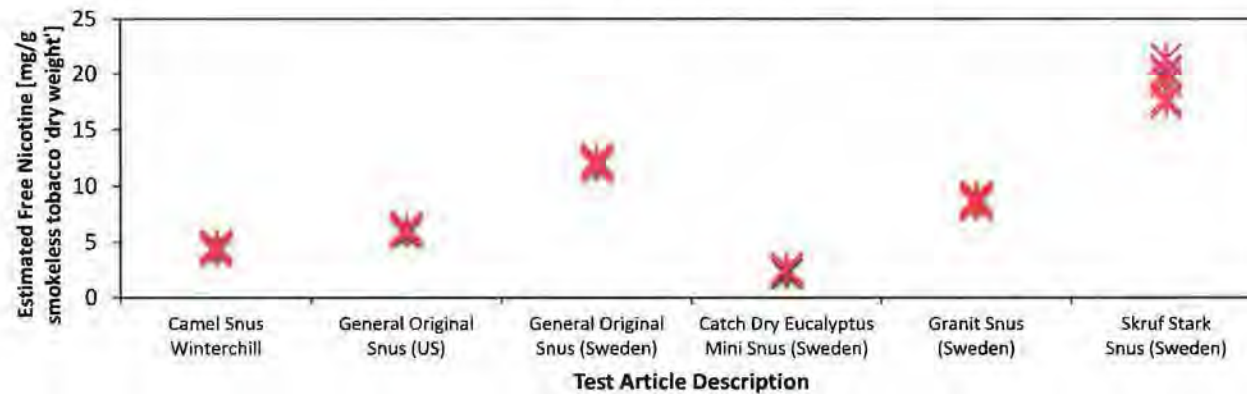 Estimated Free Nicotine [mg/g
smokeless tobacco 'dry weight']
25
20
15
10
5
0
Camel Snus
Winterchill
General Original
Snus (US)
General Original
Snus (Sweden)
Catch Dry Eucalyptus
Mini Snus (Sweden)
Granit Snus
(Sweden)
Skruf Stark
Snus (Sweden)
Test Article Description